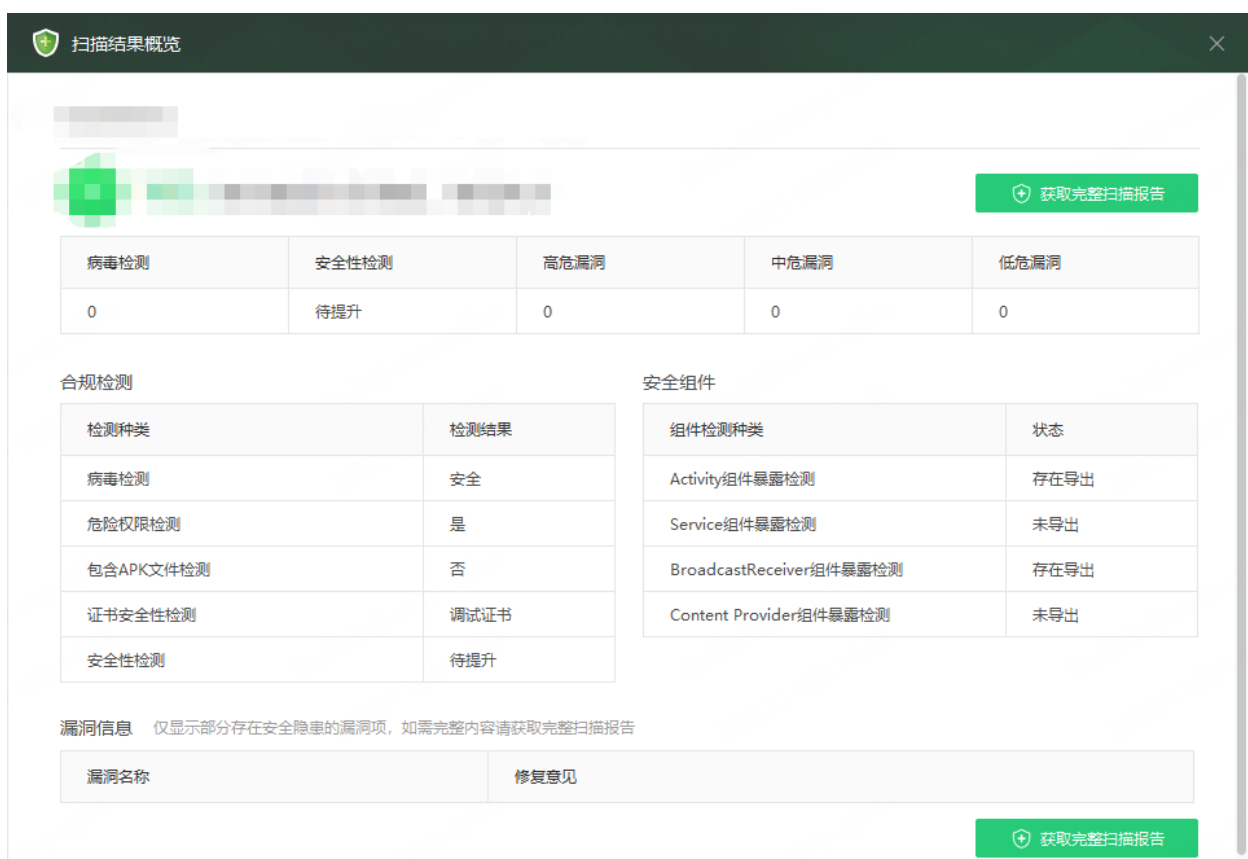 扫描结果概览
获取完整扫描报告
病毒检测 安全性检测 高危漏洞 中危漏洞 低危漏洞
0 待提升 0 0 0
合规检测
检测种类 检测结果
病毒检测 安全
危险权限检测 是
包含APK文件检测 否
证书安全性检测 调试证书
安全性检测 待提升
安全组件
组件检测种类 状态
Activity组件暴露检测 存在导出
Service组件暴露检测 未导出
BroadcastReceiver组件暴露检测 存在导出
Content Provider组件暴露检测 未导出
漏洞信息 仅显示部分存在安全隐患的漏洞项，如需完整内容请获取完整扫描报告
漏洞名称 修复意见
获取完整扫描报告